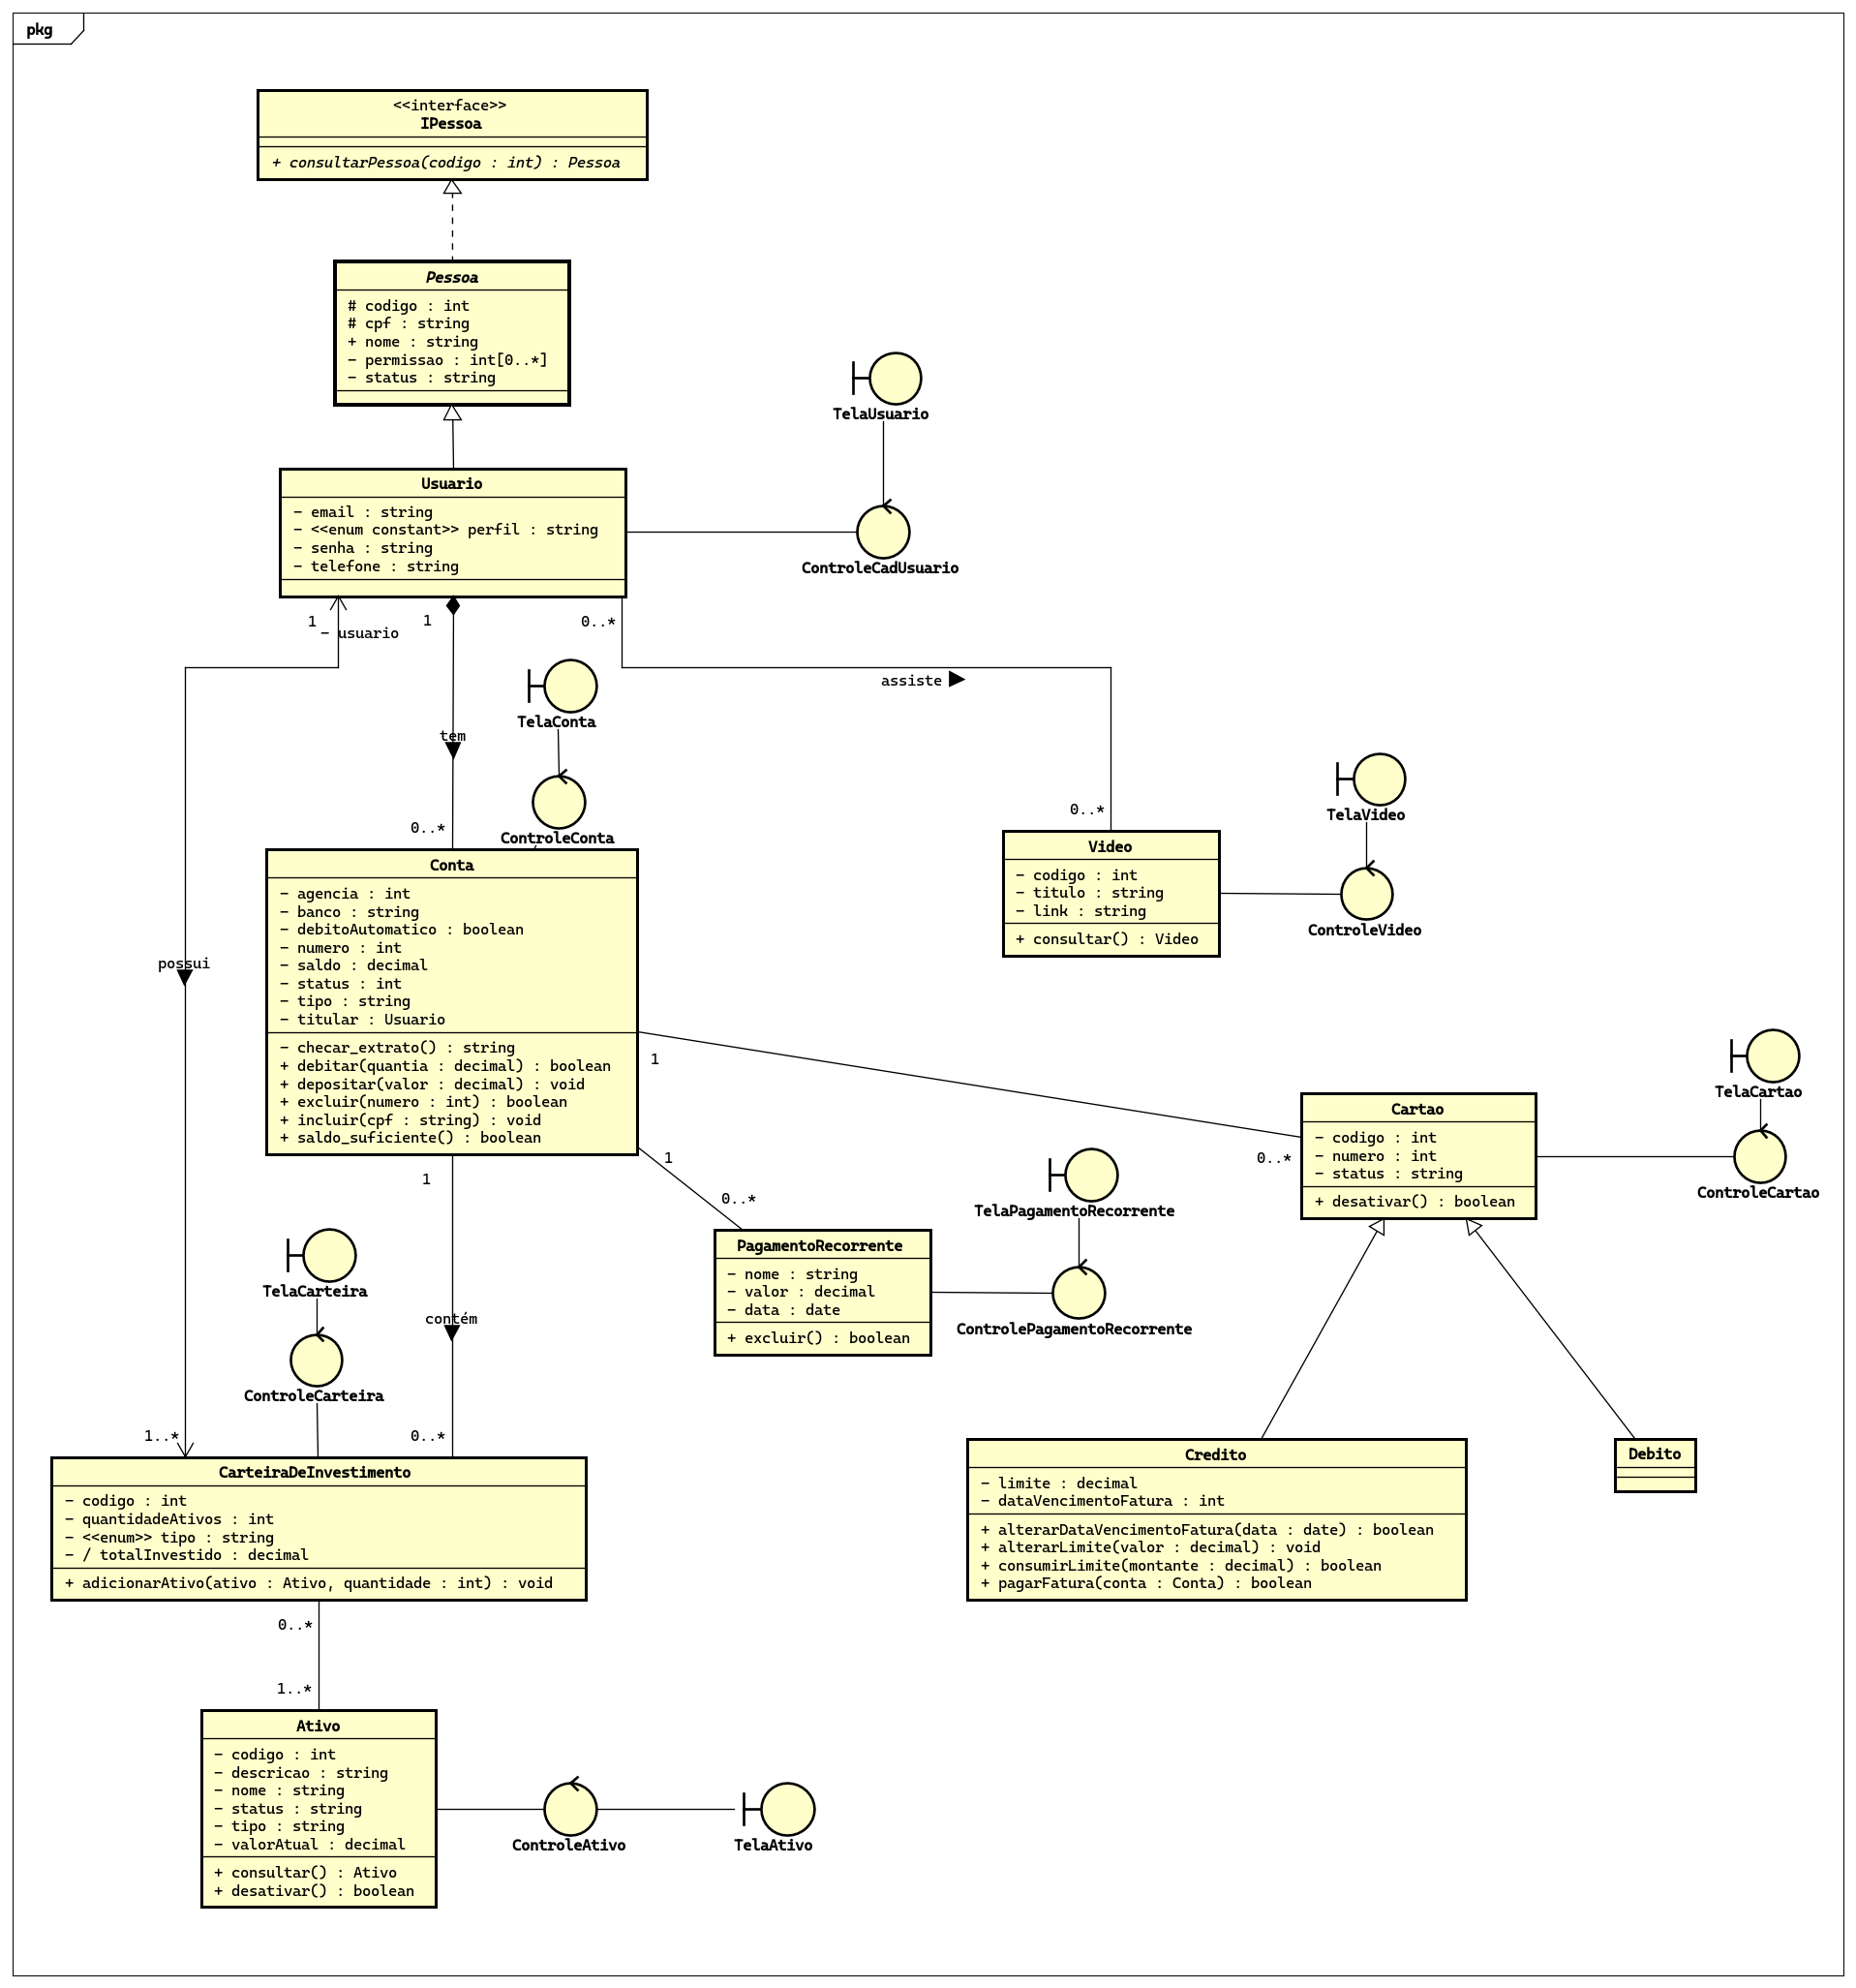 pkg
<<interface>>
IPessoa
+ consultarPessoa(codigo : int) : Pessoa
Pessoa
# codigo : int
# cpf : string
+ nome : string
- permissao : int[0..*]
- status : string
TelaUsuario
Usuario
- email : string
- <<enum constant>> perfil : string
- senha : string
- telefone : string
ControleCadUsuario
1
- usuario
1
0..*
assiste
TelaConta
tem
0..*
ControleConta
0..*
TelaVideo
Video
- codigo : int
- titulo : string
- link : string
+ consultar() : Video
ControleVideo
possui
Conta
- agencia : int
- banco : string
- debitoAutomatico : boolean
- numero : int
- saldo : decimal
- status : int
- tipo : string
- titular : Usuario
- checar_extrato() : string
+ debitar(quantia : decimal) : boolean
+ depositar(valor : decimal) : void
+ excluir(numero : int) : boolean
+ incluir(cpf : string) : void
+ saldo_suficiente() : boolean
1
0..*
TelaCartao
Cartao
- codigo : int
- numero : int
- status : string
+ desativar() : boolean
ControleCartao
1
0..*
1
TelaPagamentoRecorrente
PagamentoRecorrente
- nome : string
- valor : decimal
- data : date
+ excluir() : boolean
ControlePagamentoRecorrente
TelaCarteira
contém
ControleCarteira
1..*
0..*
CarteiraDeInvestimento
- codigo : int
- quantidadeAtivos : int
- <<enum>> tipo : string
- / totalInvestido : decimal
+ adicionarAtivo(ativo : Ativo, quantidade : int) : void
Credito
- limite : decimal
- dataVencimentoFatura : int
+ alterarDataVencimentoFatura(data : date) : boolean
+ alterarLimite(valor : decimal) : void
+ consumirLimite(montante : decimal) : boolean
+ pagarFatura(conta : Conta) : boolean
Debito
0..*
1..*
Ativo
- codigo : int
- descricao : string
- nome : string
- status : string
- tipo : string
- valorAtual : decimal
+ consultar() : Ativo
+ desativar() : boolean
ControleAtivo
TelaAtivo